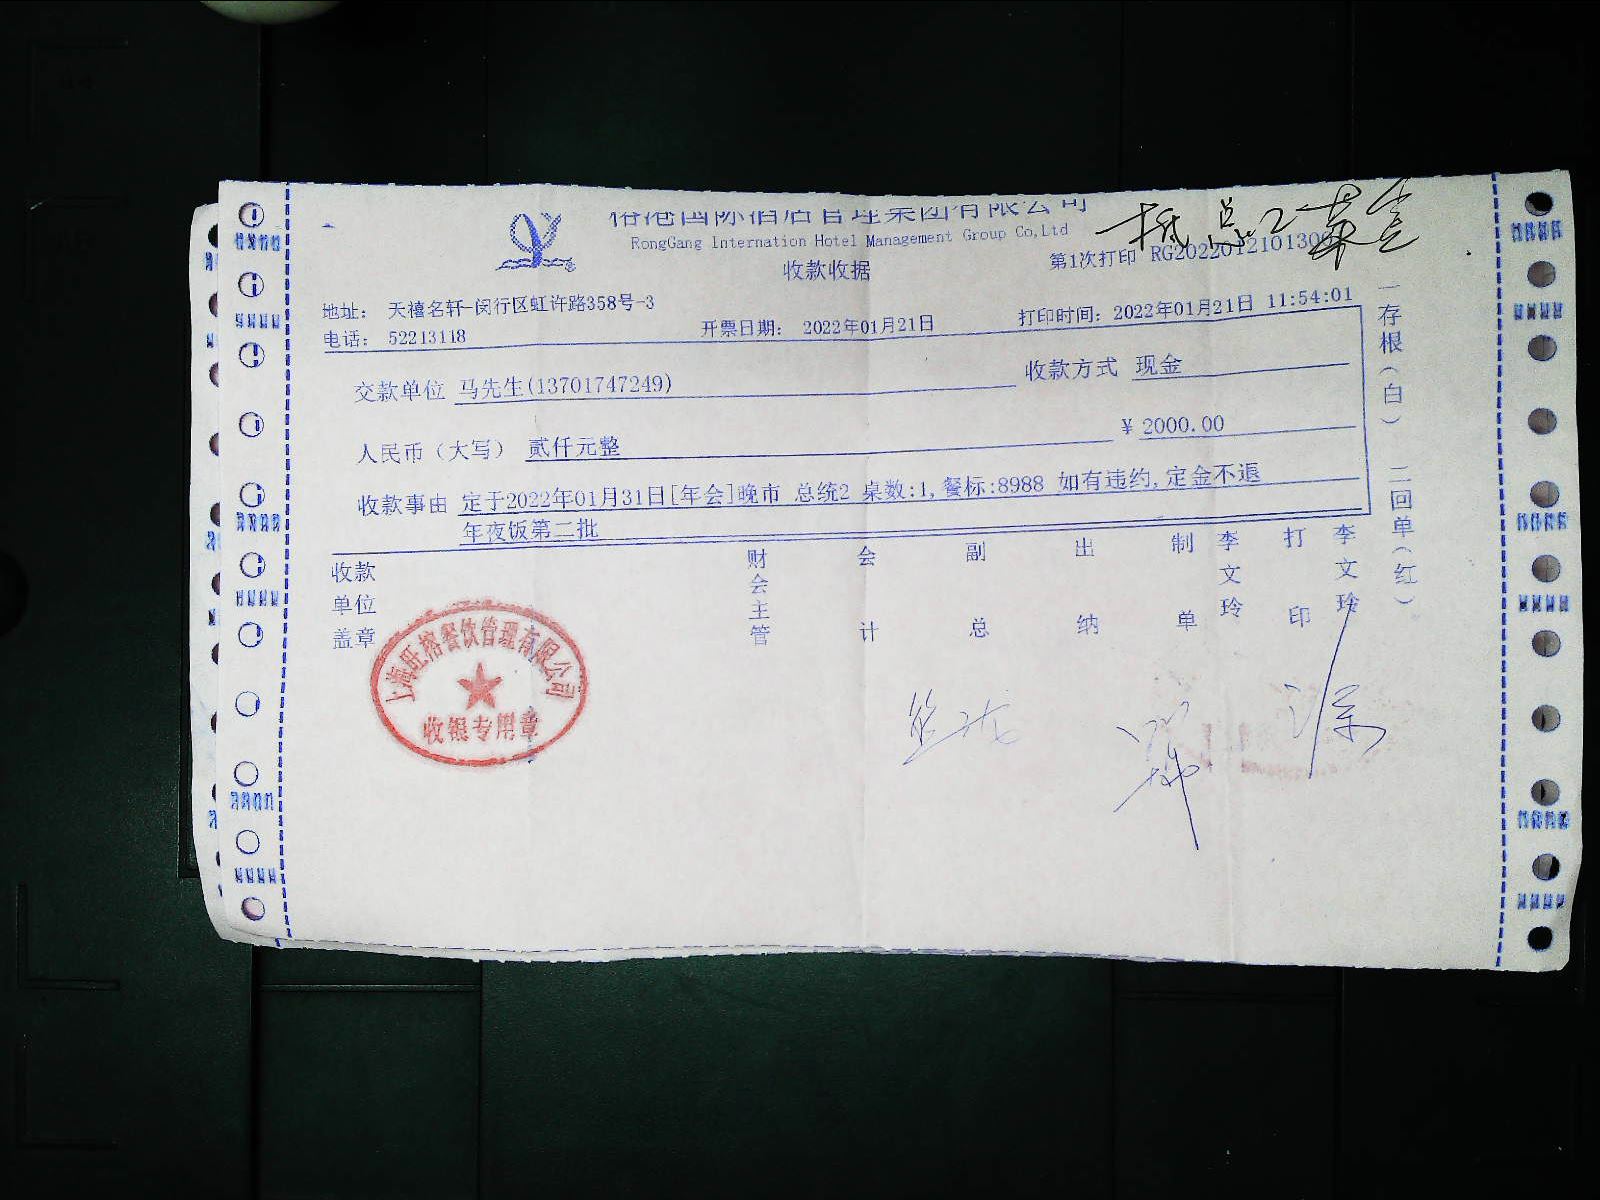 港国际酒店管理集团有限公司
RongGang Internation Hotel Management Group Co,Ltd
收款收据
第1次打印
地址： 天禧名轩-闵行区虹许路358号-3
电话： 52213118
开票日期： 2022年01月21日
打印时间：2022年01月21日 11:54:01
交款单位 马先生(13701747249)
收款方式 现金
人民币（大写） 贰仟元整
¥ 2000.00
收款事由 定于2022年01月31日[年会]晚市 总统2 桌数:1,餐标:8988 如有违约,定金不退
年夜饭第二批
收款单位盖章
财会主管
会计
副总
出纳
制单
李文玲
打印
李文玲
一存根（白） 二回单（红）
上海旺榕餐饮管理有限公司
收银专用章